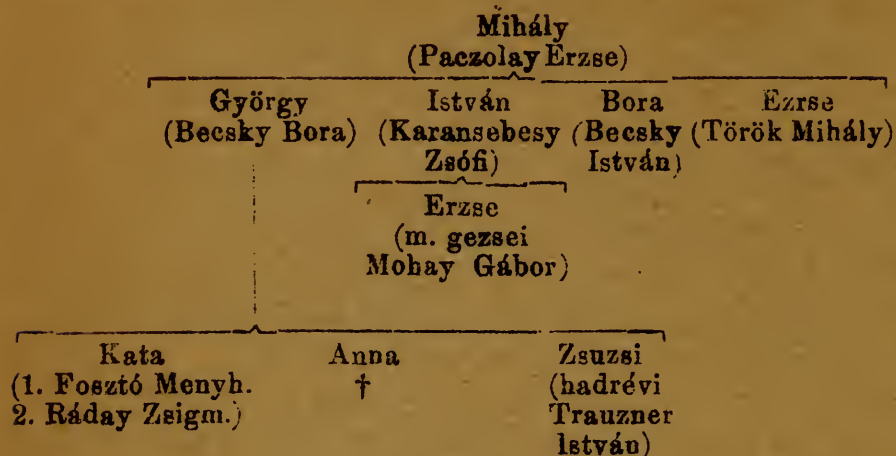 Mihály
(Paczolay Erzse)
György István Bora Ezrse
(Becsky Bora) (Karansebesy (Becsky (Török Mihály)
Zsófi) István)
Erzse
(m. gezsei
Mohay Gábor)
Kata Anna Zsuzsi
(1. Fosztó Menyh. † (hadrévi
2. Ráday Zsigm.) Trauzner
István)